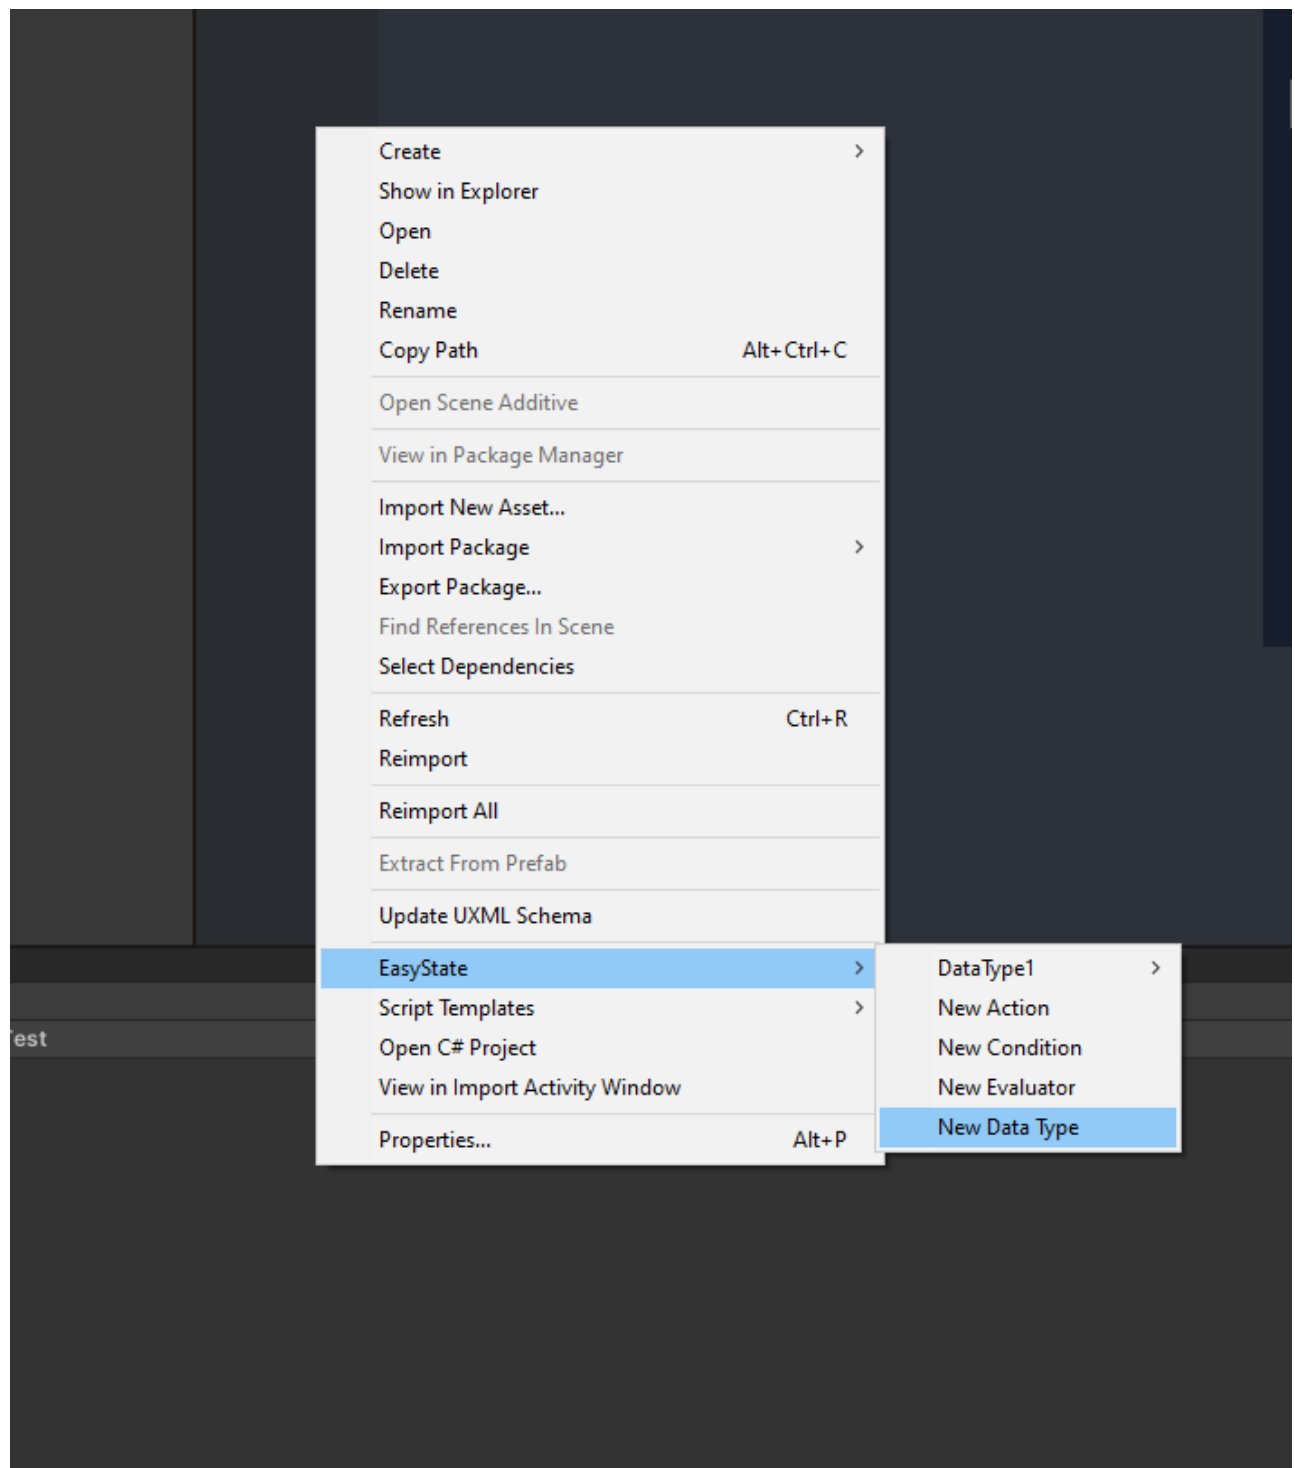 Create
Show in Explorer
Open
Delete
Rename
Copy Path Alt+Ctrl+C
Open Scene Additive
View in Package Manager
Import New Asset...
Import Package
Export Package...
Find References In Scene
Select Dependencies
Refresh Ctrl+R
Reimport
Reimport All
Extract From Prefab
Update UXML Schema
EasyState
Script Templates
Open C# Project
View in Import Activity Window
Properties... Alt+P
DataType1
New Action
New Condition
New Evaluator
New Data Type